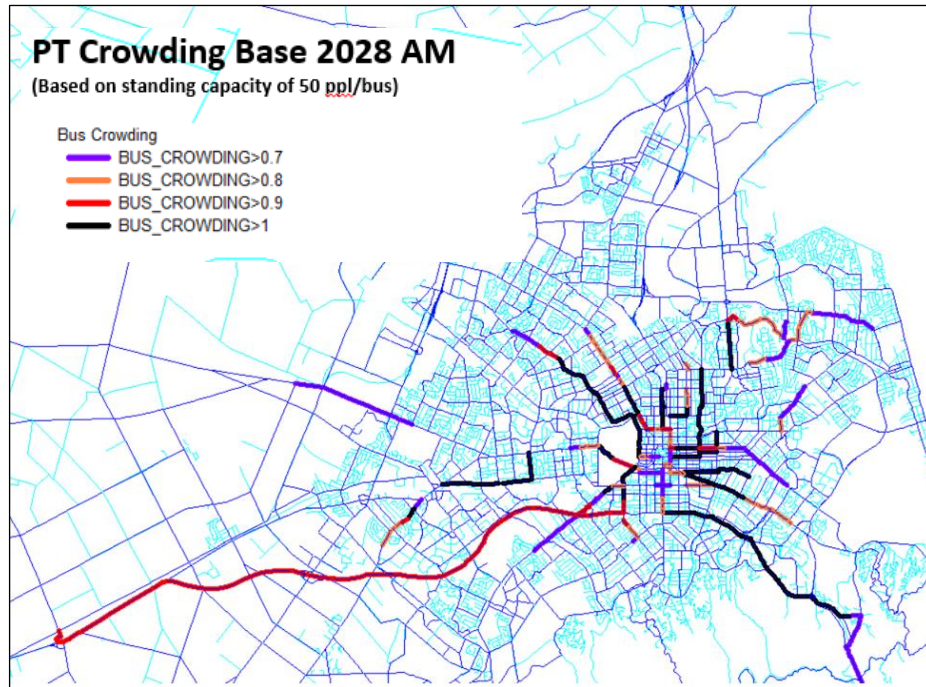 PT Crowding Base 2028 AM
(Based on standing capacity of 50 ppl/bus)
Bus Crowding
BUS_CROWDING>0.7
BUS_CROWDING>0.8
BUS_CROWDING>0.9
BUS_CROWDING>1